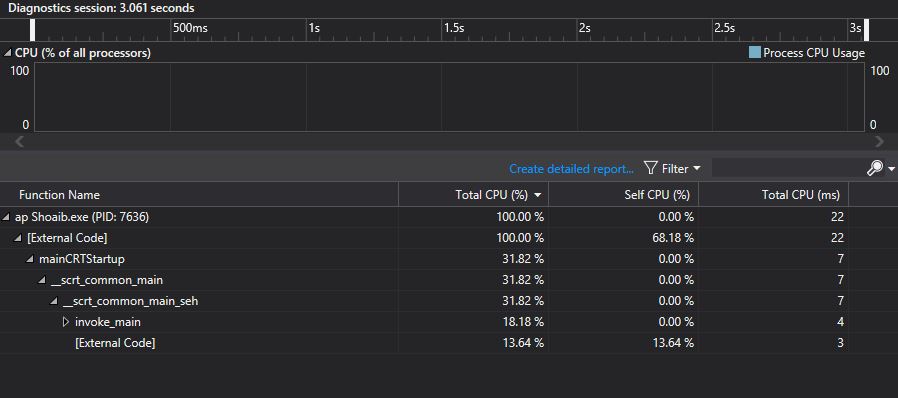 Diagnostics session: 3.061 seconds
500ms 1s 1.5s 2s 2.5s 3s
CPU (% of all processors) Process CPU Usage
100 100
0 0
Create detailed report... Filter
Function Name Total CPU (%) Self CPU (%) Total CPU (ms)
ap Shoaib.exe (PID: 7636) 100.00 % 0.00 % 22
[External Code] 100.00 % 68.18 % 22
mainCRTStartup 31.82 % 0.00 % 7
__scrt_common_main 31.82 % 0.00 % 7
__scrt_common_main_seh 31.82 % 0.00 % 7
invoke_main 18.18 % 0.00 % 4
[External Code] 13.64 % 13.64 % 3